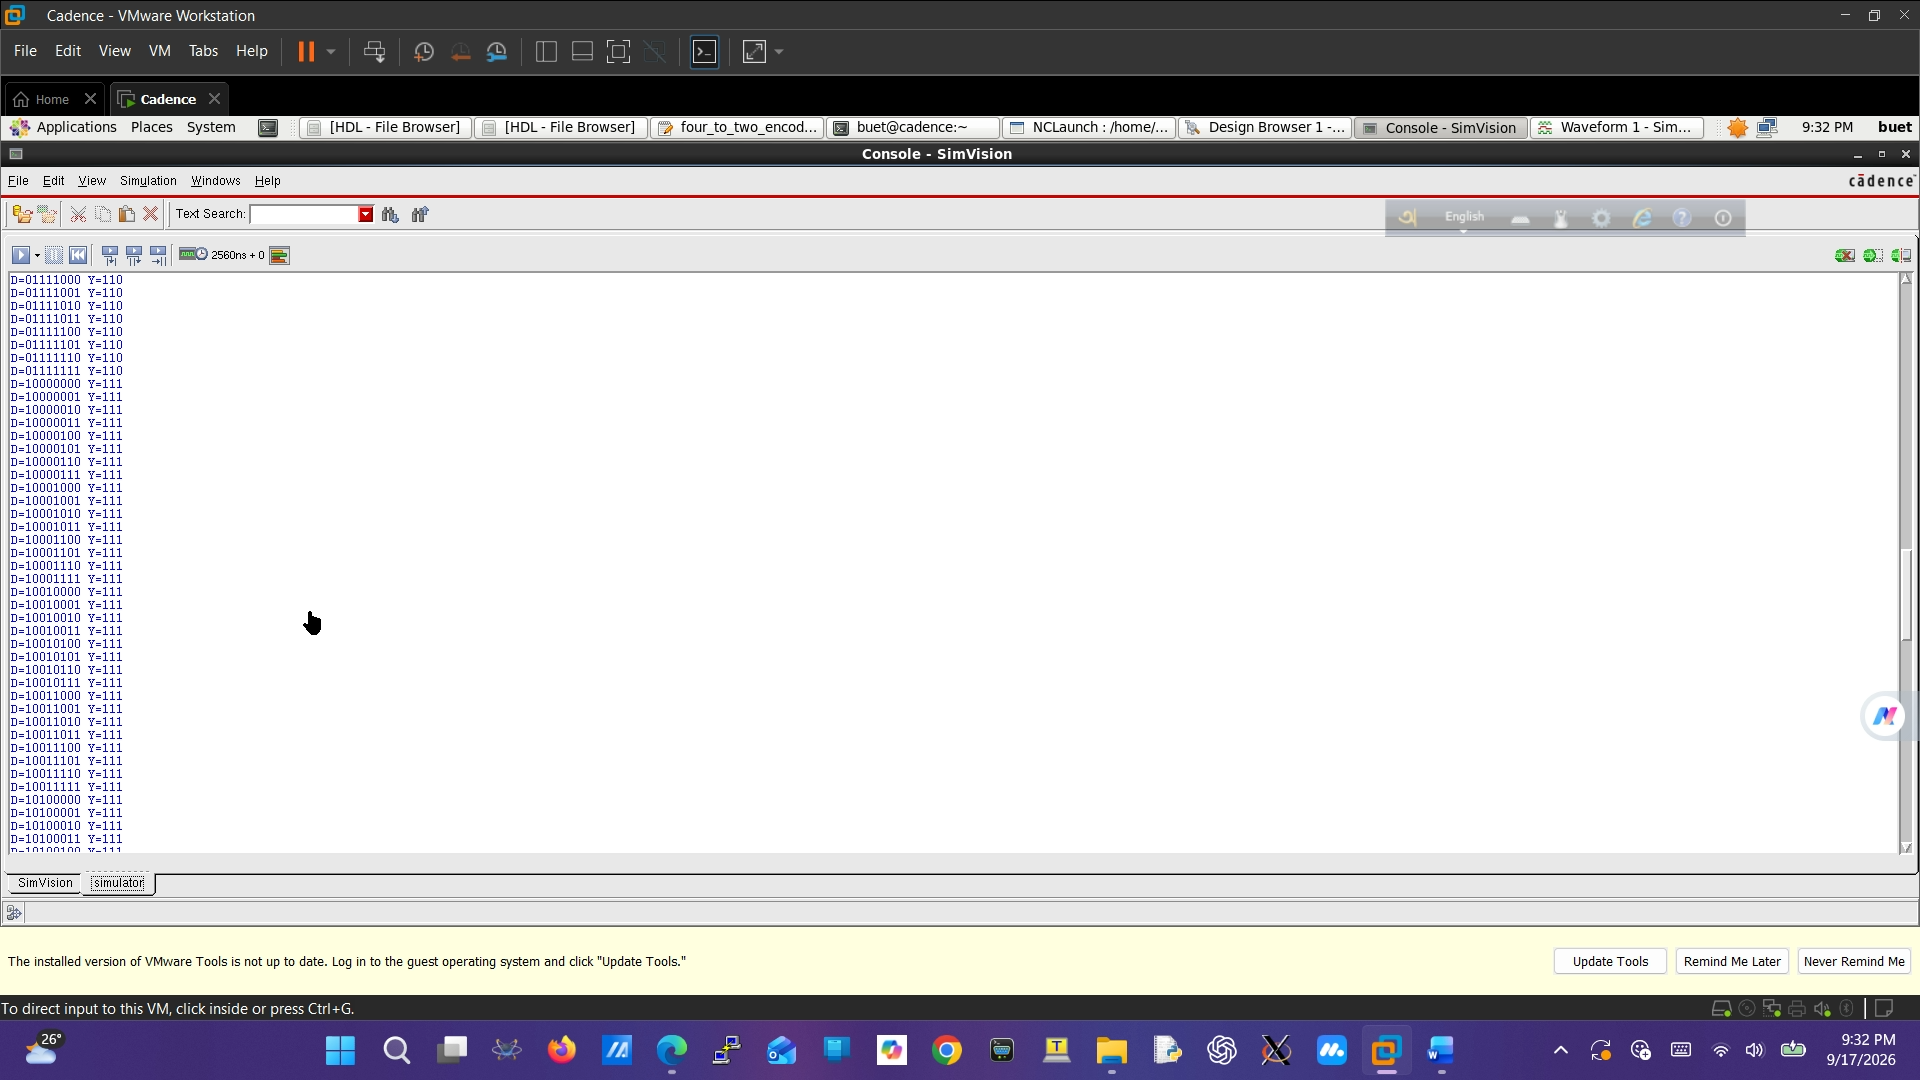 Cadence - VMware Workstation
File Edit View VM Tabs Help
Home Cadence
Applications Places System [HDL - File Browser] [HDL - File Browser] four_to_two_encod... buet@cadence:~ NCLaunch : /home/... Design Browser 1 -... Console - SimVision Waveform 1 - Sim... 9:32 PM buet
Console - SimVision
File Edit View Simulation Windows Help cādence
Text Search: English
2560ns + 0
D=01111000 Y=110
D=01111001 Y=110
D=01111010 Y=110
D=01111011 Y=110
D=01111100 Y=110
D=01111101 Y=110
D=01111110 Y=110
D=01111111 Y=110
D=10000000 Y=111
D=10000001 Y=111
D=10000010 Y=111
D=10000011 Y=111
D=10000100 Y=111
D=10000101 Y=111
D=10000110 Y=111
D=10000111 Y=111
D=10001000 Y=111
D=10001001 Y=111
D=10001010 Y=111
D=10001011 Y=111
D=10001100 Y=111
D=10001101 Y=111
D=10001110 Y=111
D=10001111 Y=111
D=10010000 Y=111
D=10010001 Y=111
D=10010010 Y=111
D=10010011 Y=111
D=10010100 Y=111
D=10010101 Y=111
D=10010110 Y=111
D=10010111 Y=111
D=10011000 Y=111
D=10011001 Y=111
D=10011010 Y=111
D=10011011 Y=111
D=10011100 Y=111
D=10011101 Y=111
D=10011110 Y=111
D=10011111 Y=111
D=10100000 Y=111
D=10100001 Y=111
D=10100010 Y=111
D=10100011 Y=111
D=10100100 Y=111
SimVision simulator
The installed version of VMware Tools is not up to date. Log in to the guest operating system and click "Update Tools." Update Tools Remind Me Later Never Remind Me
To direct input to this VM, click inside or press Ctrl+G.
26°
9:32 PM
9/17/2026